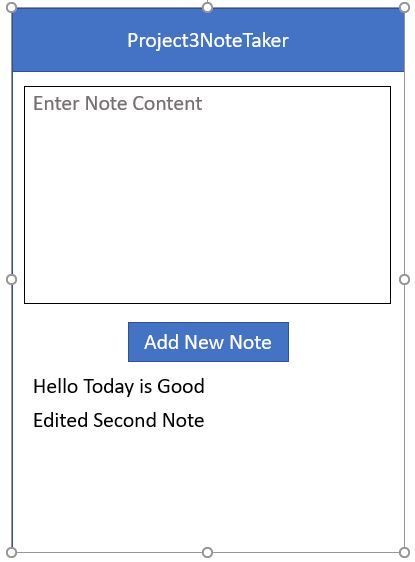 Project3NoteTaker
Enter Note Content
Add New Note
Hello Today is Good
Edited Second Note